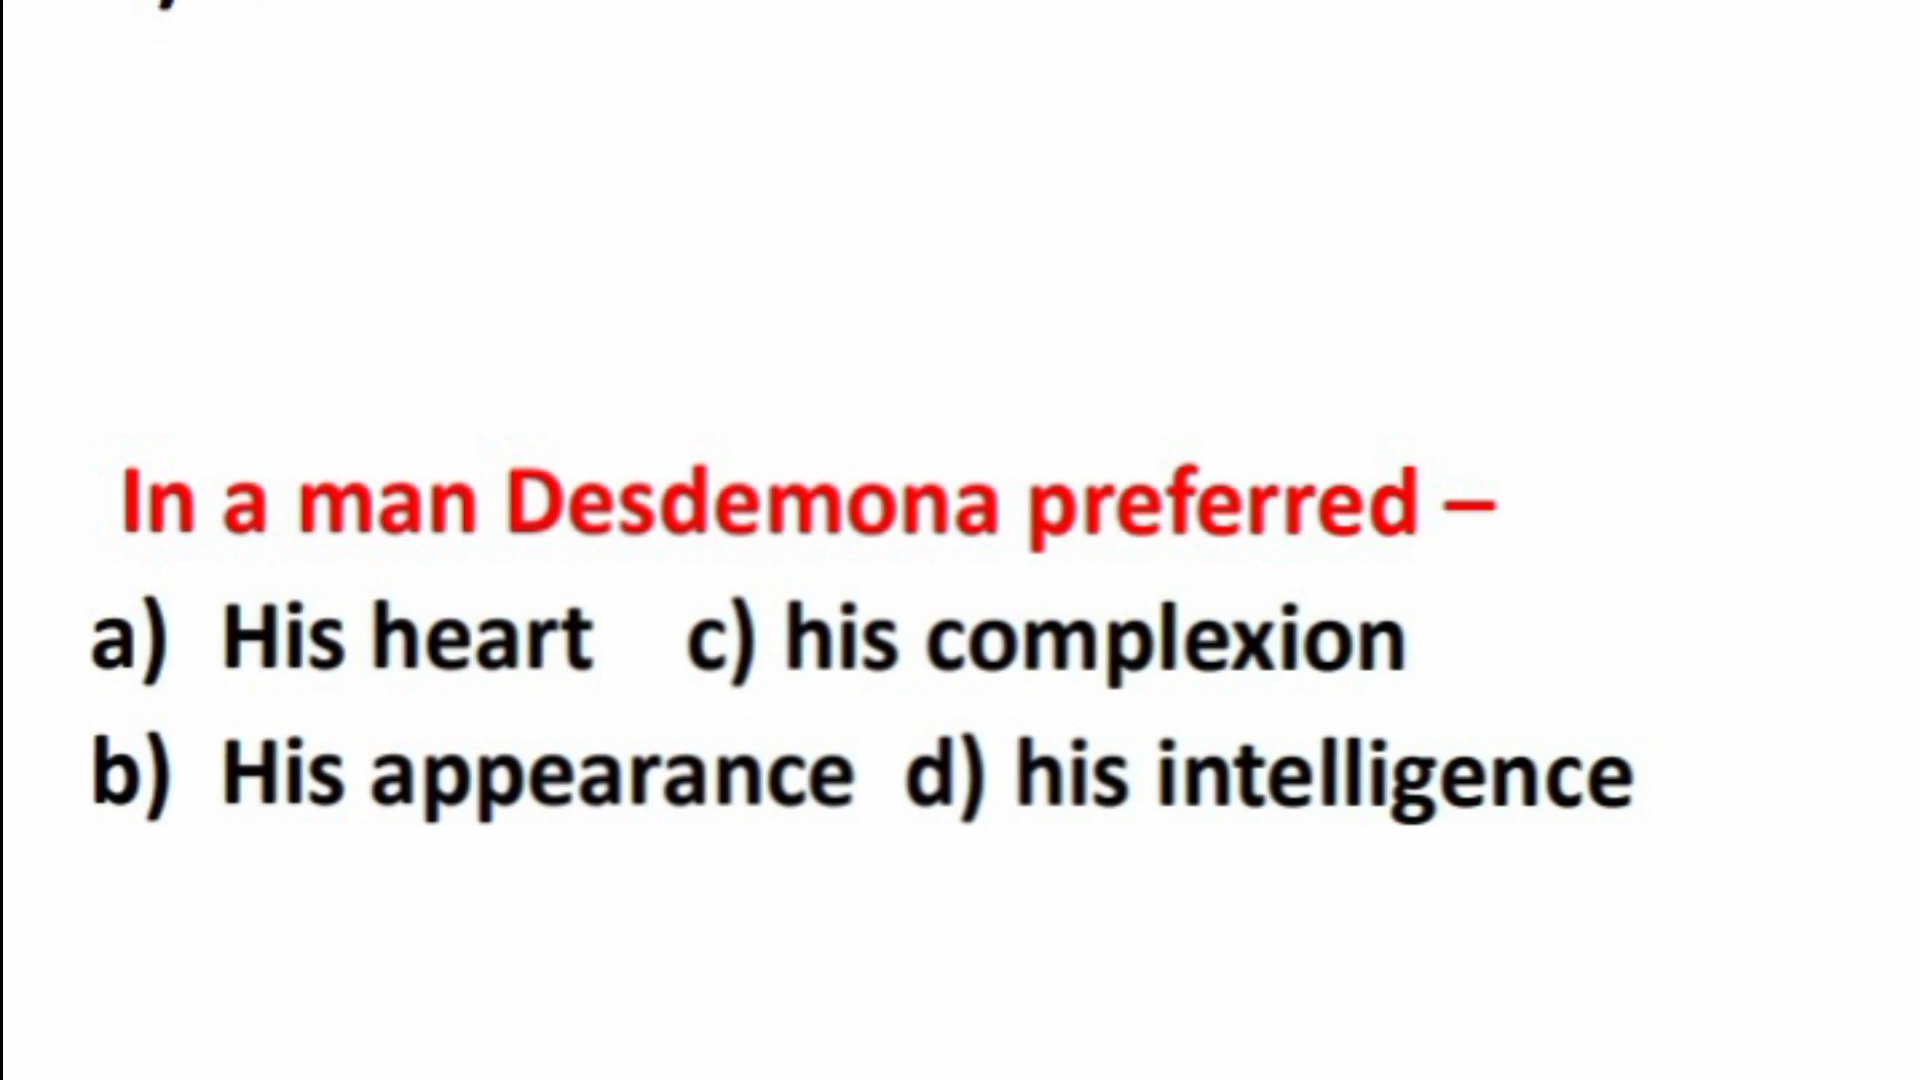 In a man Desdemona preferred –
a) His heart c) his complexion
b) His appearance d) his intelligence